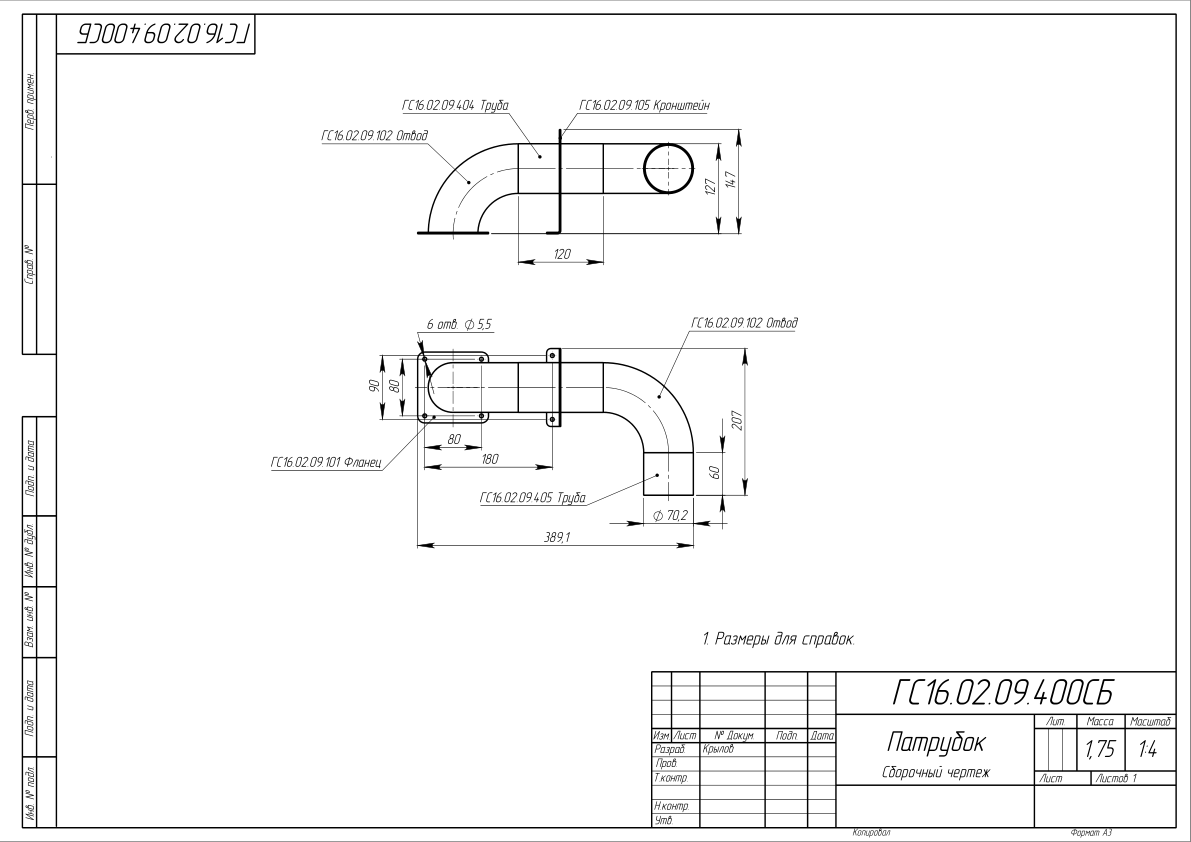 ГС16.02.09.400СБ
Перв. примен.
Справ. №
Подп. и дата
Инв. № дубл.
Взам. инв. №
Подп. и дата
Инв. № подл.
ГС16.02.09.404 Труба
ГС16.02.09.105 Кронштейн
ГС16.02.09.102 Отвод
127
147
120
6 отв. ∅ 5,5
ГС16.02.09.102 Отвод
90
80
207
80
180
60
ГС16.02.09.101 Фланец
ГС16.02.09.405 Труба
∅ 70,2
389,1
1. Размеры для справок.
ГС16.02.09.400СБ
Изм. Лист № Докум. Подп. Дата
Разраб. Крылов
Пров.
Т.контр.
Н.контр.
Утв.
Патрубок
Сборочный чертеж
Лит. Масса Масштаб
1,75 1:4
Лист Листов 1
Копировал Формат А3